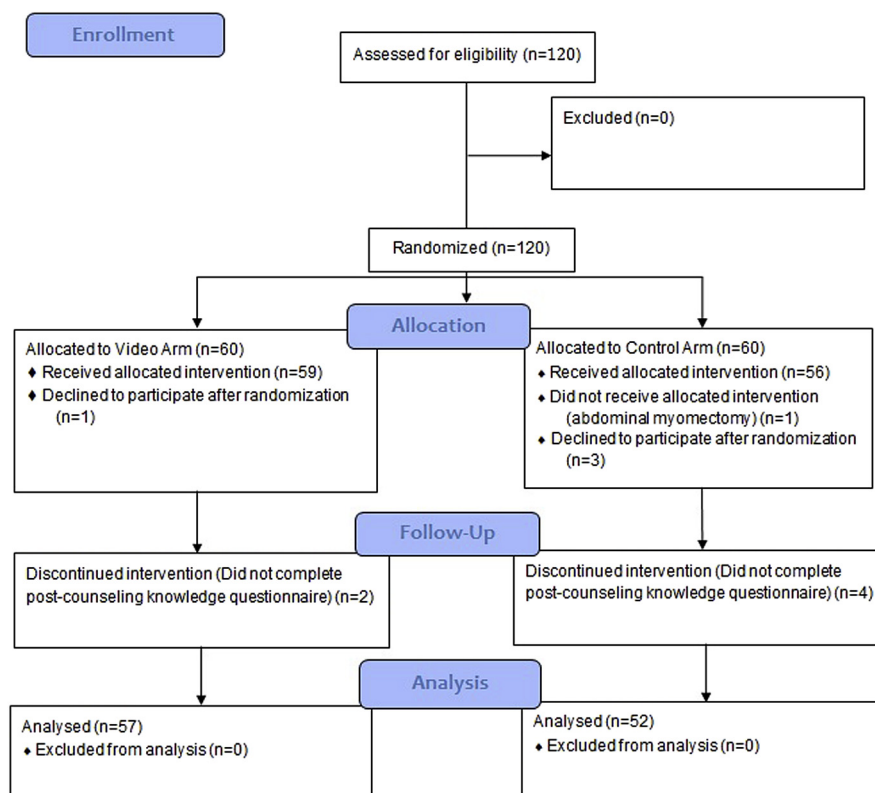 Enrollment
Assessed for eligibility (n=120)
Excluded (n=0)
Randomized (n=120)
Allocation
Allocated to Video Arm (n=60)
♦ Received allocated intervention (n=59)
♦ Declined to participate after randomization
(n=1)
Allocated to Control Arm (n=60)
♦ Received allocated intervention (n=56)
♦ Did not receive allocated intervention
(abdominal myomectomy) (n=1)
♦ Declined to participate after randomization
(n=3)
Follow-Up
Discontinued intervention (Did not complete
post-counseling knowledge questionnaire) (n=2)
Discontinued intervention (Did not complete
post-counseling knowledge questionnaire) (n=4)
Analysis
Analysed (n=57)
♦ Excluded from analysis (n=0)
Analysed (n=52)
♦ Excluded from analysis (n=0)